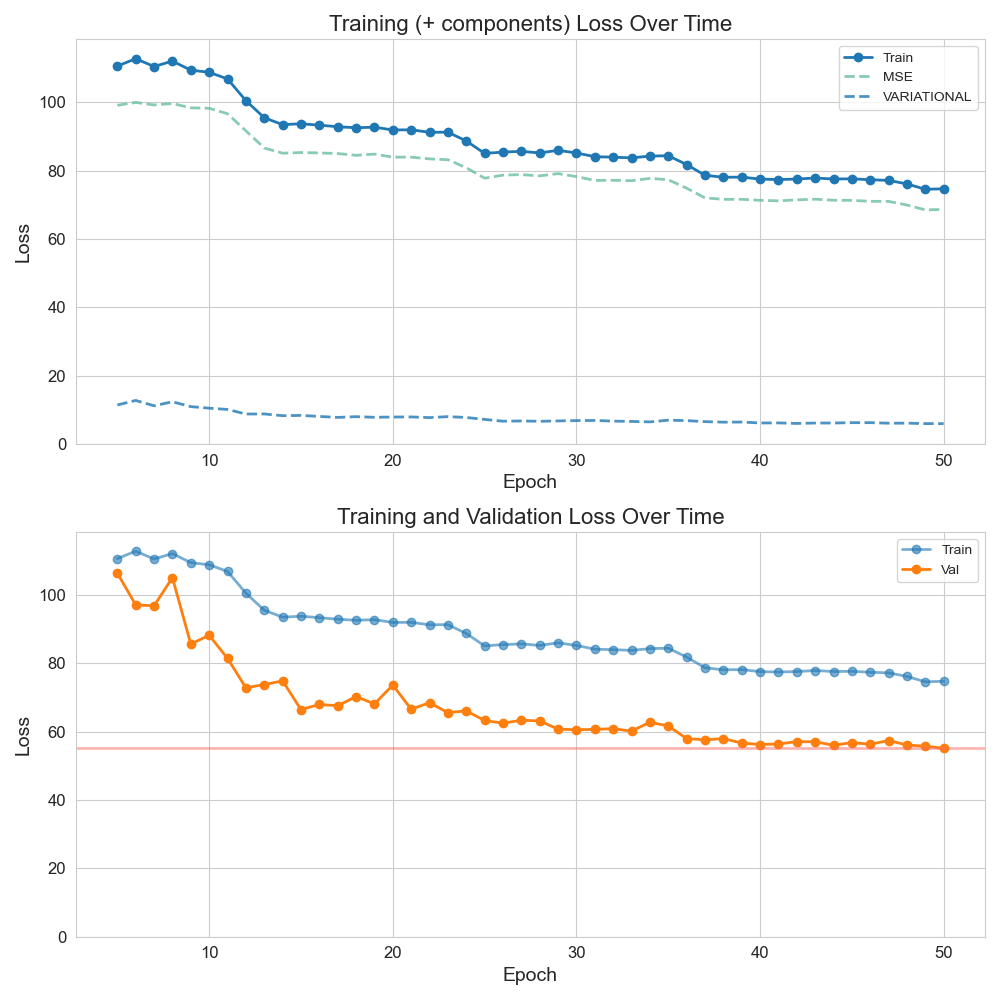 Training (+ components) Loss Over Time
Train
MSE
VARIATIONAL
Loss
100
80
60
40
20
0
10 20 30 40 50
Epoch
Training and Validation Loss Over Time
Train
Val
Loss
100
80
60
40
20
0
10 20 30 40 50
Epoch